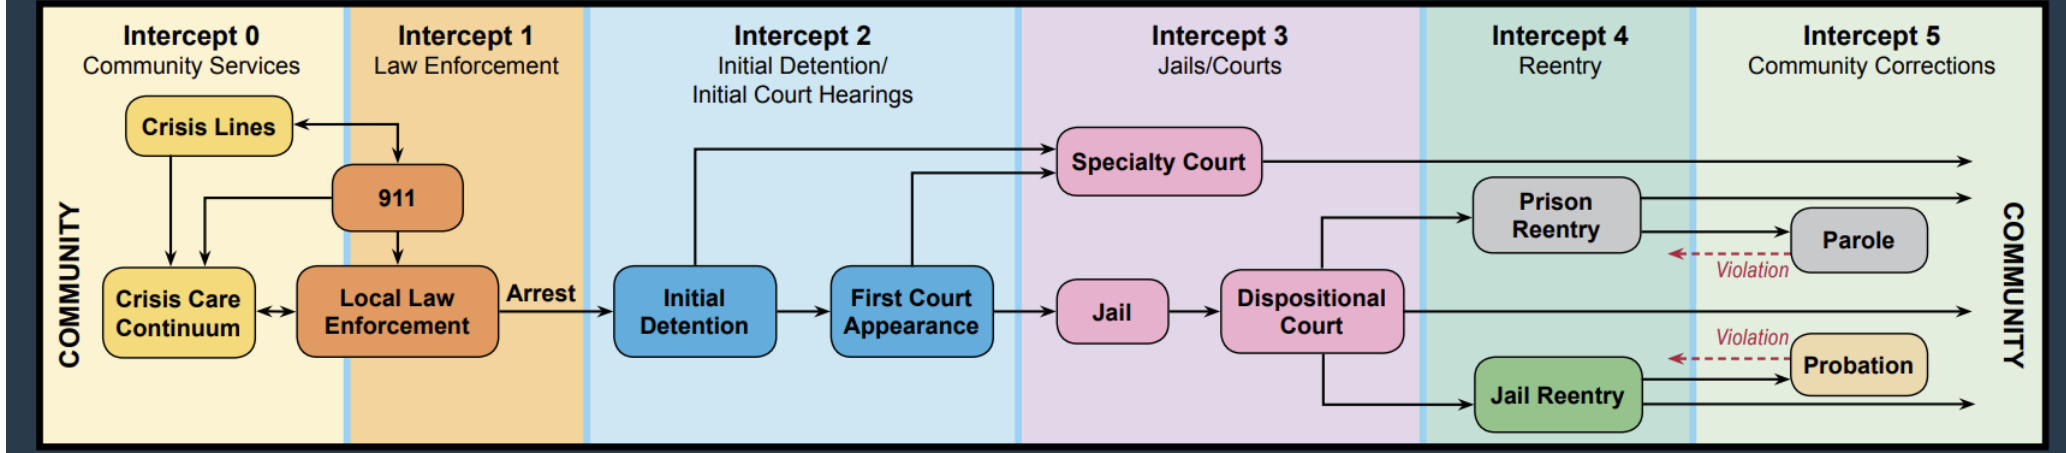 Intercept 0
Community Services
Intercept 1
Law Enforcement
Intercept 2
Initial Detention/
Initial Court Hearings
Intercept 3
Jails/Courts
Intercept 4
Reentry
Intercept 5
Community Corrections
COMMUNITY
Crisis Lines
911
Crisis Care
Continuum
Local Law
Enforcement
Arrest
Initial
Detention
First Court
Appearance
Specialty Court
Jail
Dispositional
Court
Prison
Reentry
Jail Reentry
Parole
Violation
Violation
Probation
COMMUNITY